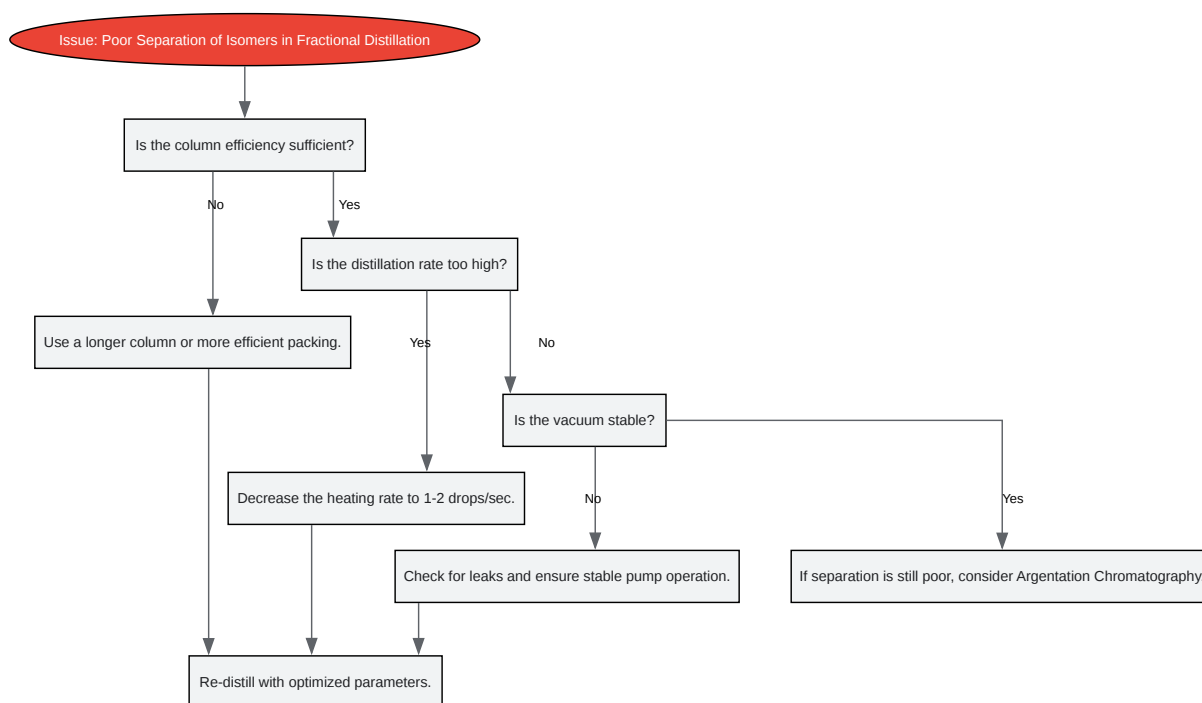 Issue: Poor Separation of Isomers in Fractional Distillation
Is the column efficiency sufficient?
No
Yes
Is the distillation rate too high?
Use a longer column or more efficient packing.
Yes
No
Is the vacuum stable?
Decrease the heating rate to 1-2 drops/sec.
No
Yes
Check for leaks and ensure stable pump operation.
If separation is still poor, consider Argentation Chromatography
Re-distill with optimized parameters.